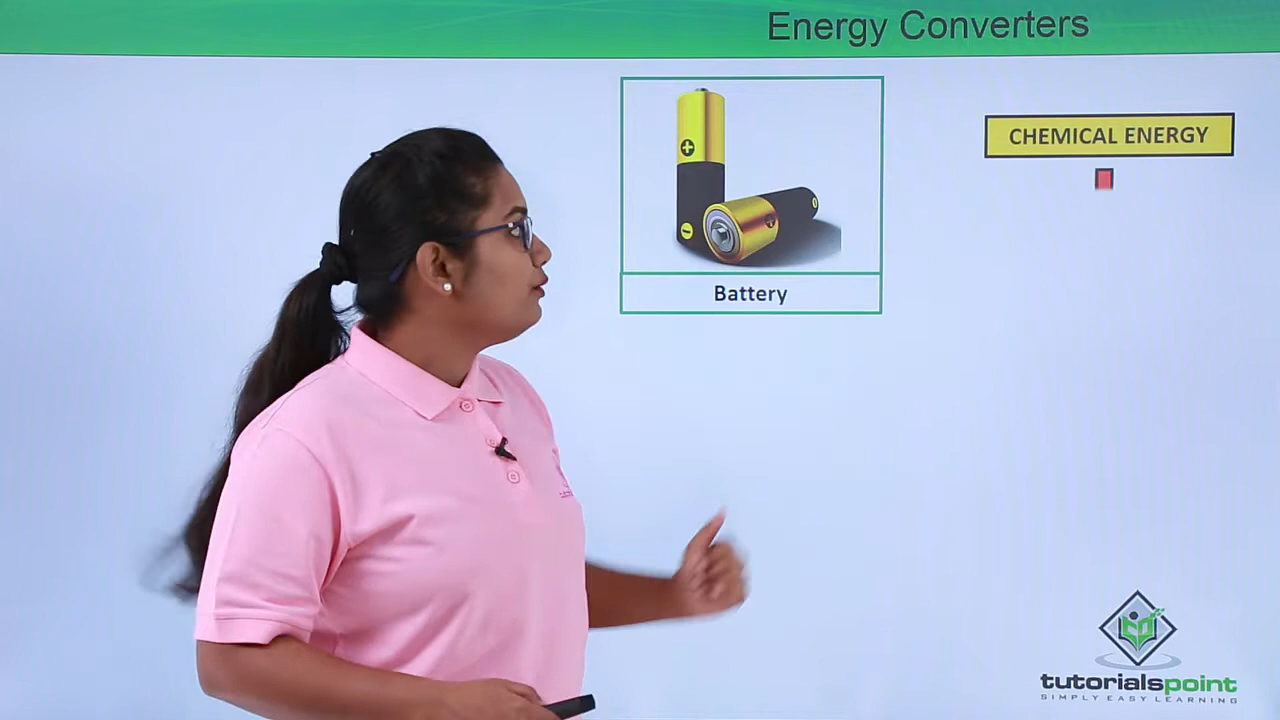 Energy Converters
CHEMICAL ENERGY
Battery
tutorialspoint
SIMPLY EASY LEARNING